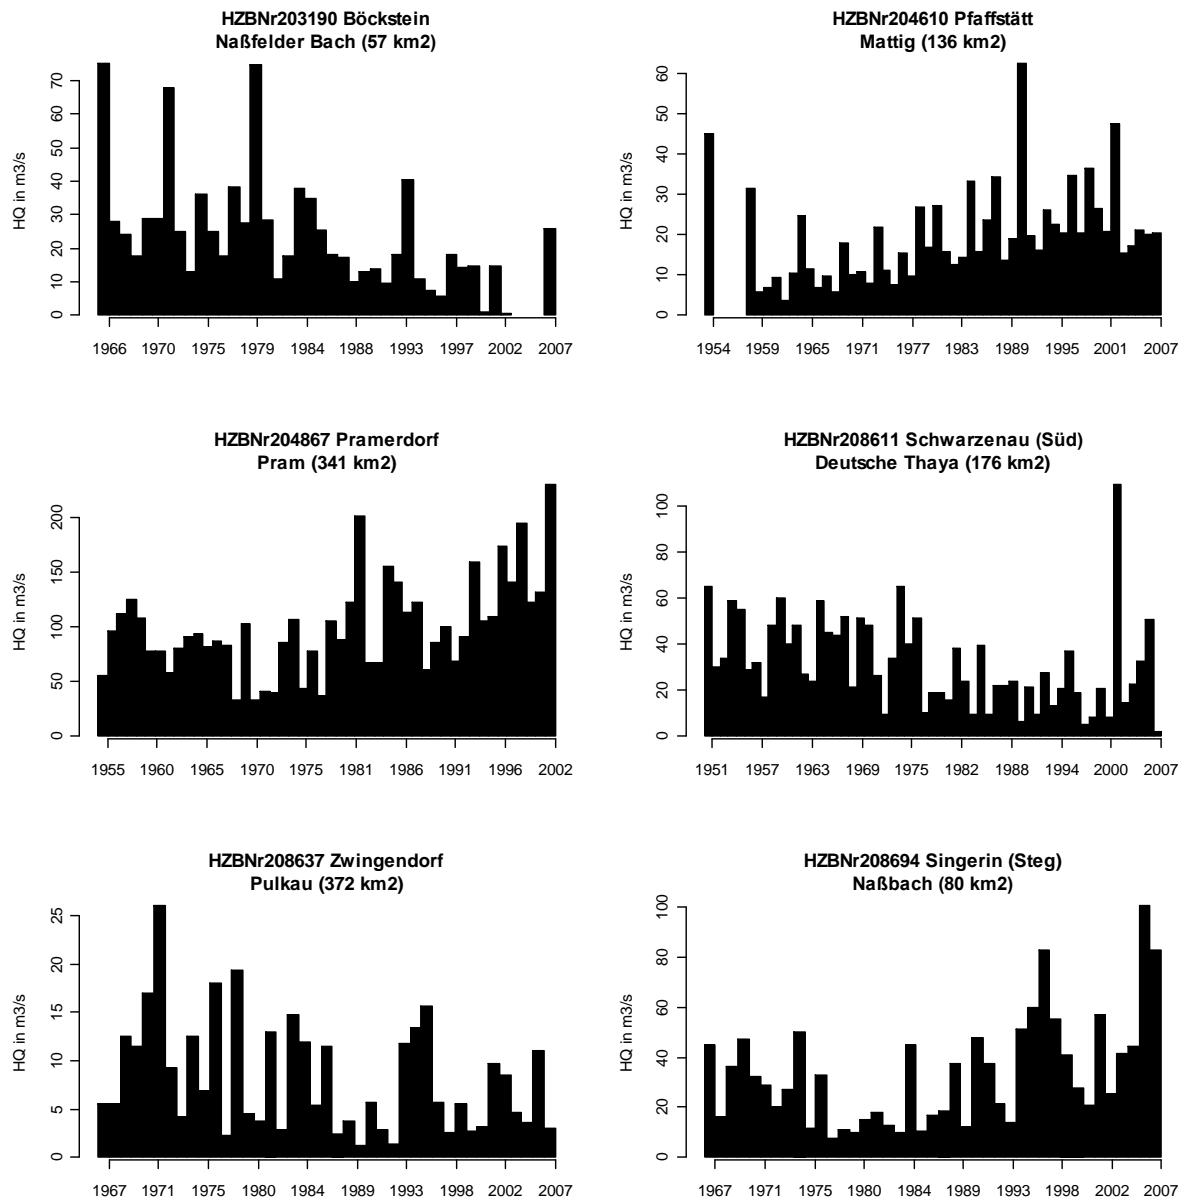 HZBNr203190 Böckstein
Naßfelder Bach (57 km2)
HQ in m3/s
0 10 20 30 40 50 60 70
1966 1970 1975 1979 1984 1988 1993 1997 2002 2007
HZBNr204610 Pfaffstätt
Mattig (136 km2)
HQ in m3/s
0 10 20 30 40 50 60
1954 1959 1965 1971 1977 1983 1989 1995 2001 2007
HZBNr204867 Pramerdorf
Pram (341 km2)
HQ in m3/s
0 50 100 150 200
1955 1960 1965 1970 1975 1981 1986 1991 1996 2002
HZBNr208611 Schwarzenau (Süd)
Deutsche Thaya (176 km2)
HQ in m3/s
0 20 40 60 80 100
1951 1957 1963 1969 1975 1982 1988 1994 2000 2007
HZBNr208637 Zwingendorf
Pulkau (372 km2)
HQ in m3/s
0 5 10 15 20 25
1967 1971 1975 1980 1984 1989 1993 1998 2002 2007
HZBNr208694 Singerin (Steg)
Naßbach (80 km2)
HQ in m3/s
0 20 40 60 80 100
1967 1971 1975 1980 1984 1989 1993 1998 2002 2007